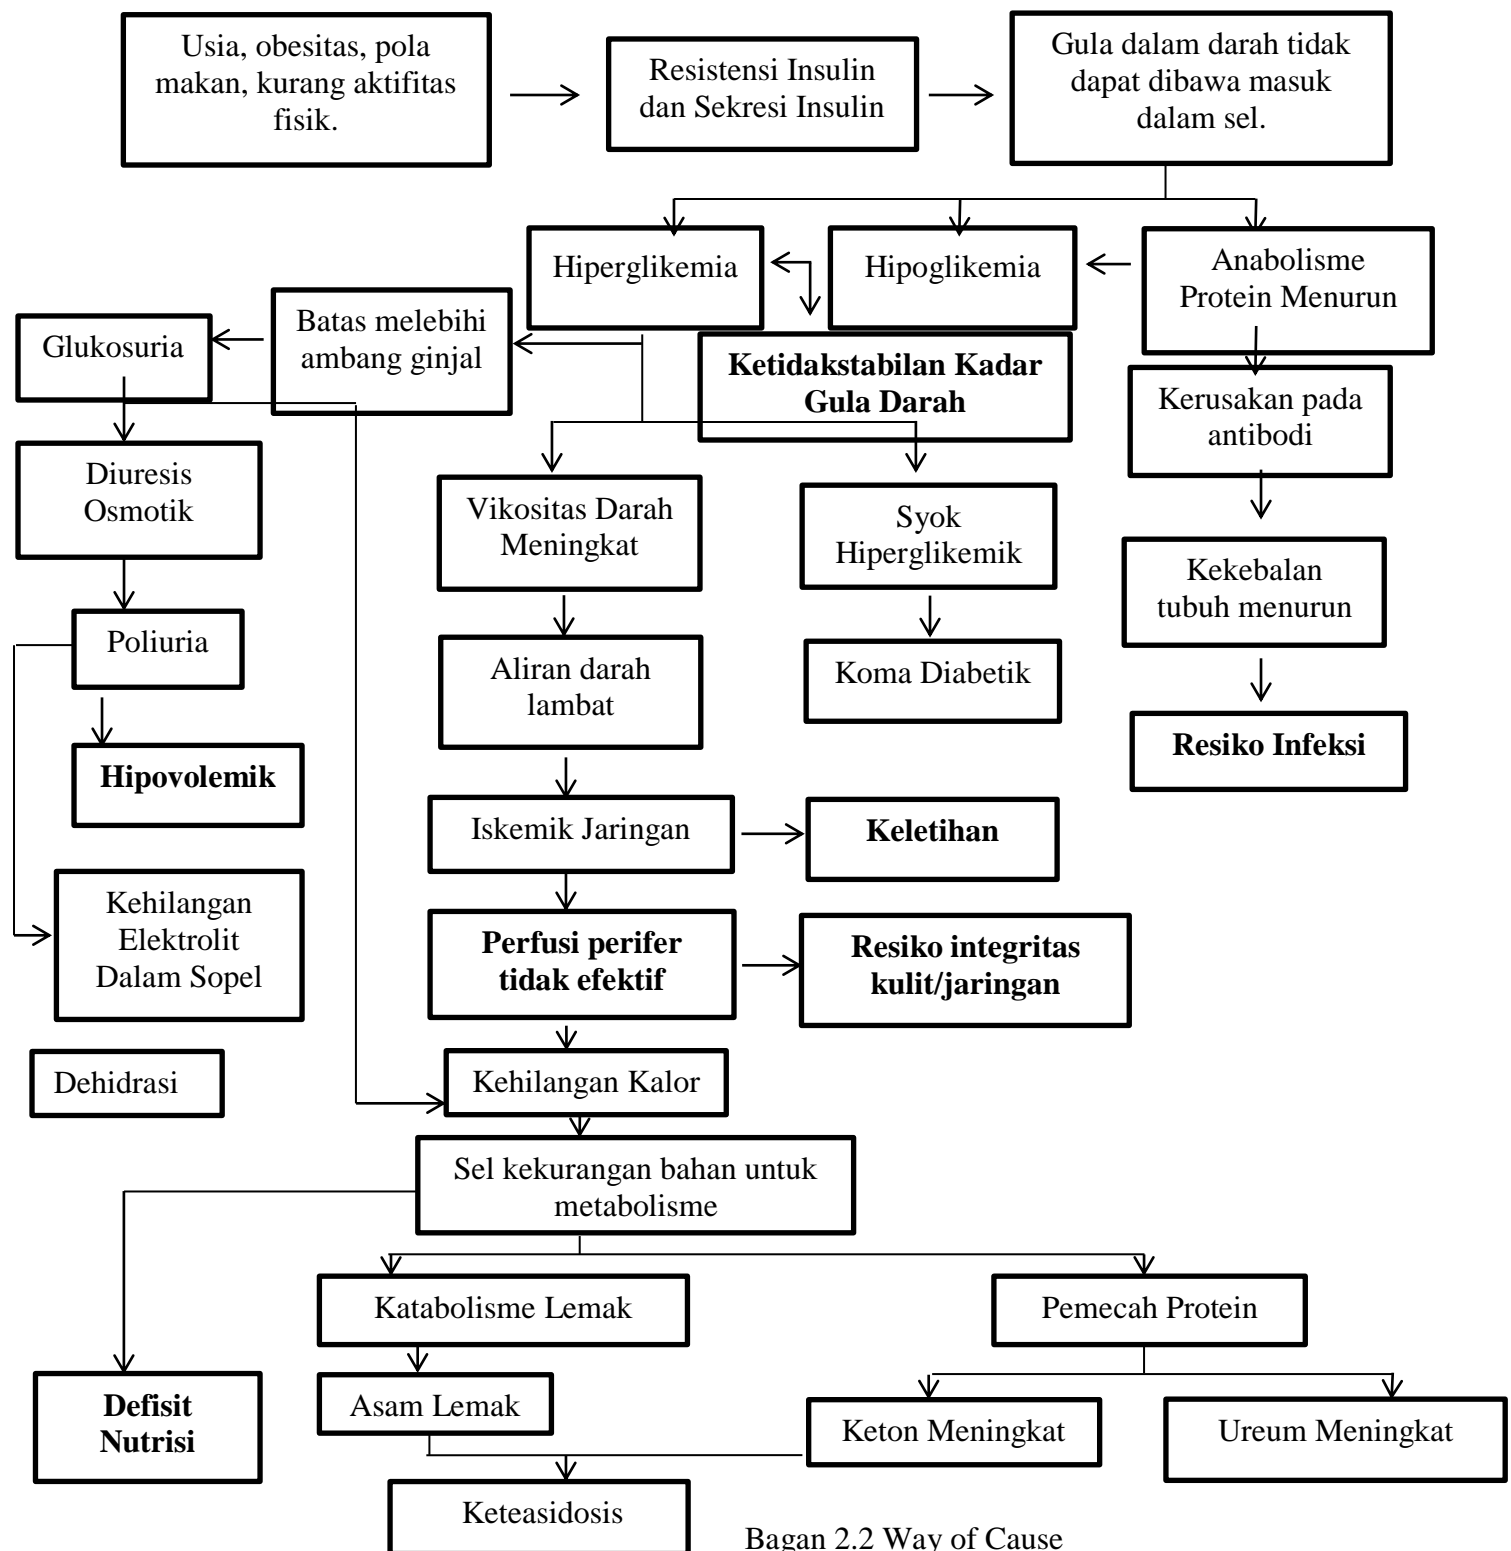 Usia, obesitas, pola
makan, kurang aktifitas
fisik.
Resistensi Insulin
dan Sekresi Insulin
Gula dalam darah tidak
dapat dibawa masuk
dalam sel.
Hiperglikemia
Hipoglikemia
Anabolisme
Protein Menurun
Glukosuria
Batas melebihi
ambang ginjal
Ketidakstabilan Kadar
Gula Darah
Kerusakan pada
antibodi
Diuresis
Osmotik
Vikositas Darah
Meningkat
Syok
Hiperglikemik
Kekebalan
tubuh menurun
Poliuria
Aliran darah
lambat
Koma Diabetik
Resiko Infeksi
Hipovolemik
Iskemik Jaringan
Keletihan
Kehilangan
Elektrolit
Dalam Sopel
Perfusi perifer
tidak efektif
Resiko integritas
kulit/jaringan
Dehidrasi
Kehilangan Kalor
Sel kekurangan bahan untuk
metabolisme
Katabolisme Lemak
Pemecah Protein
Defisit
Nutrisi
Asam Lemak
Keton Meningkat
Ureum Meningkat
Keteasidosis
Bagan 2.2 Way of Cause